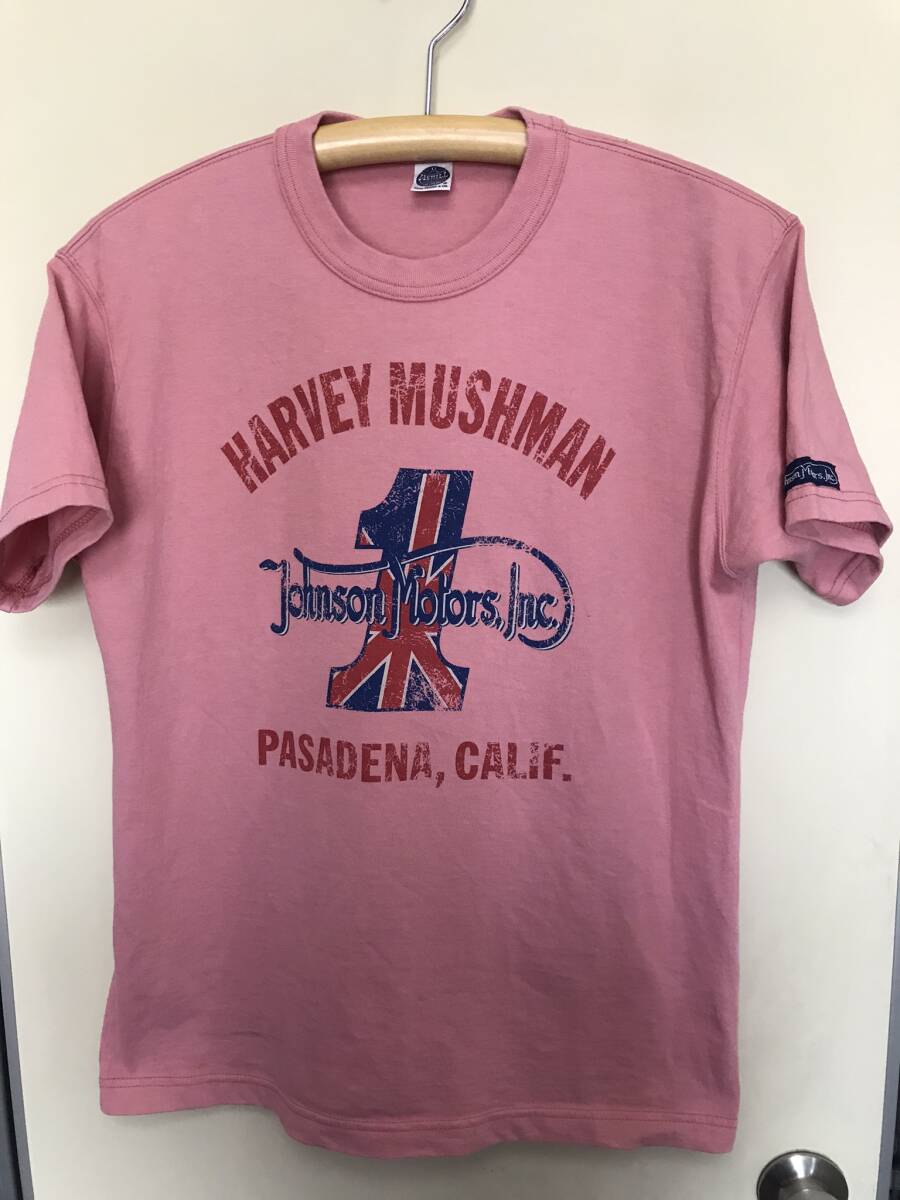 HARVEY MUSHMAN
1
Johnson Motors, Inc.
PASADENA, CALIF.